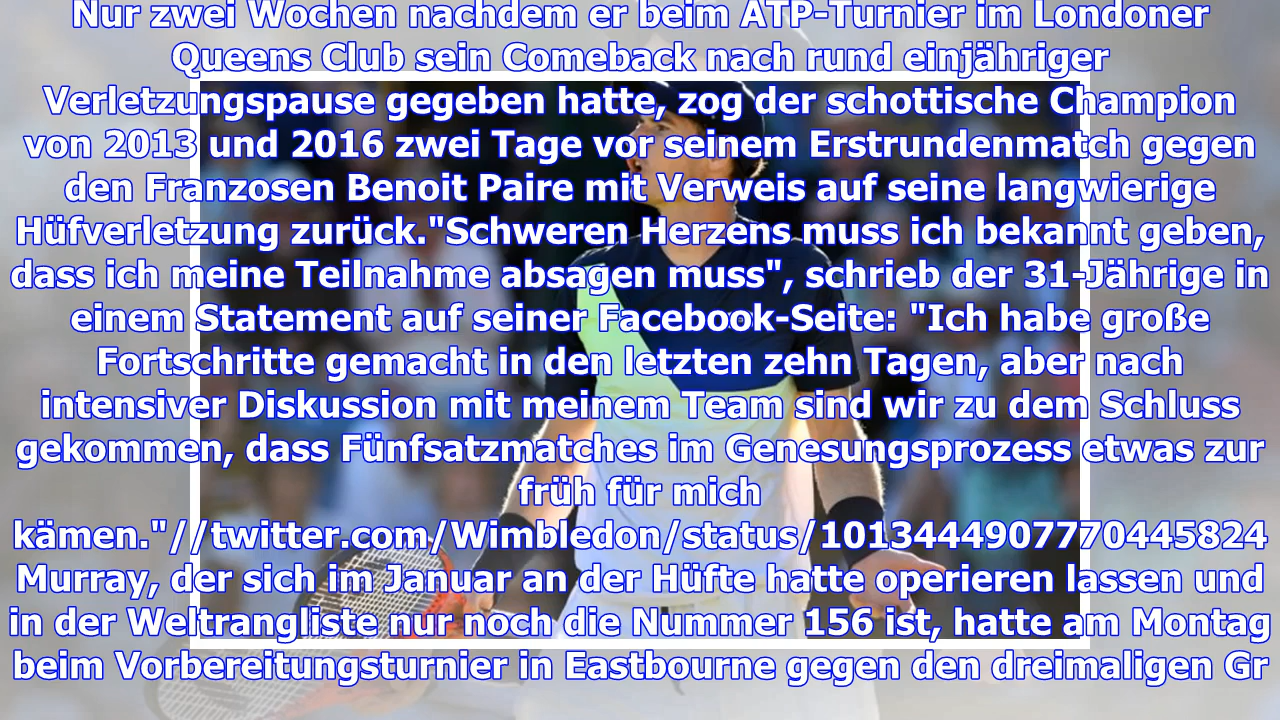 Nur zwei Wochen nachdem er beim ATP-Turnier im Londoner
Queens Club sein Comeback nach rund einjähriger
Verletzungspause gegeben hatte, zog der schottische Champion
von 2013 und 2016 zwei Tage vor seinem Erstrundenmatch gegen
den Franzosen Benoit Paire mit Verweis auf seine langwierige
Hüfverletzung zurück."Schweren Herzens muss ich bekannt geben,
dass ich meine Teilnahme absagen muss", schrieb der 31-Jährige in
einem Statement auf seiner Facebook-Seite: "Ich habe große
Fortschritte gemacht in den letzten zehn Tagen, aber nach
intensiver Diskussion mit meinem Team sind wir zu dem Schluss
gekommen, dass Fünfsatzmatches im Genesungsprozess etwas zur
früh für mich
kämen."//twitter.com/Wimbledon/status/1013444907770445824
Murray, der sich im Januar an der Hüfte hatte operieren lassen und
in der Weltrangliste nur noch die Nummer 156 ist, hatte am Montag
beim Vorbereitungsturnier in Eastbourne gegen den dreimaligen Gr